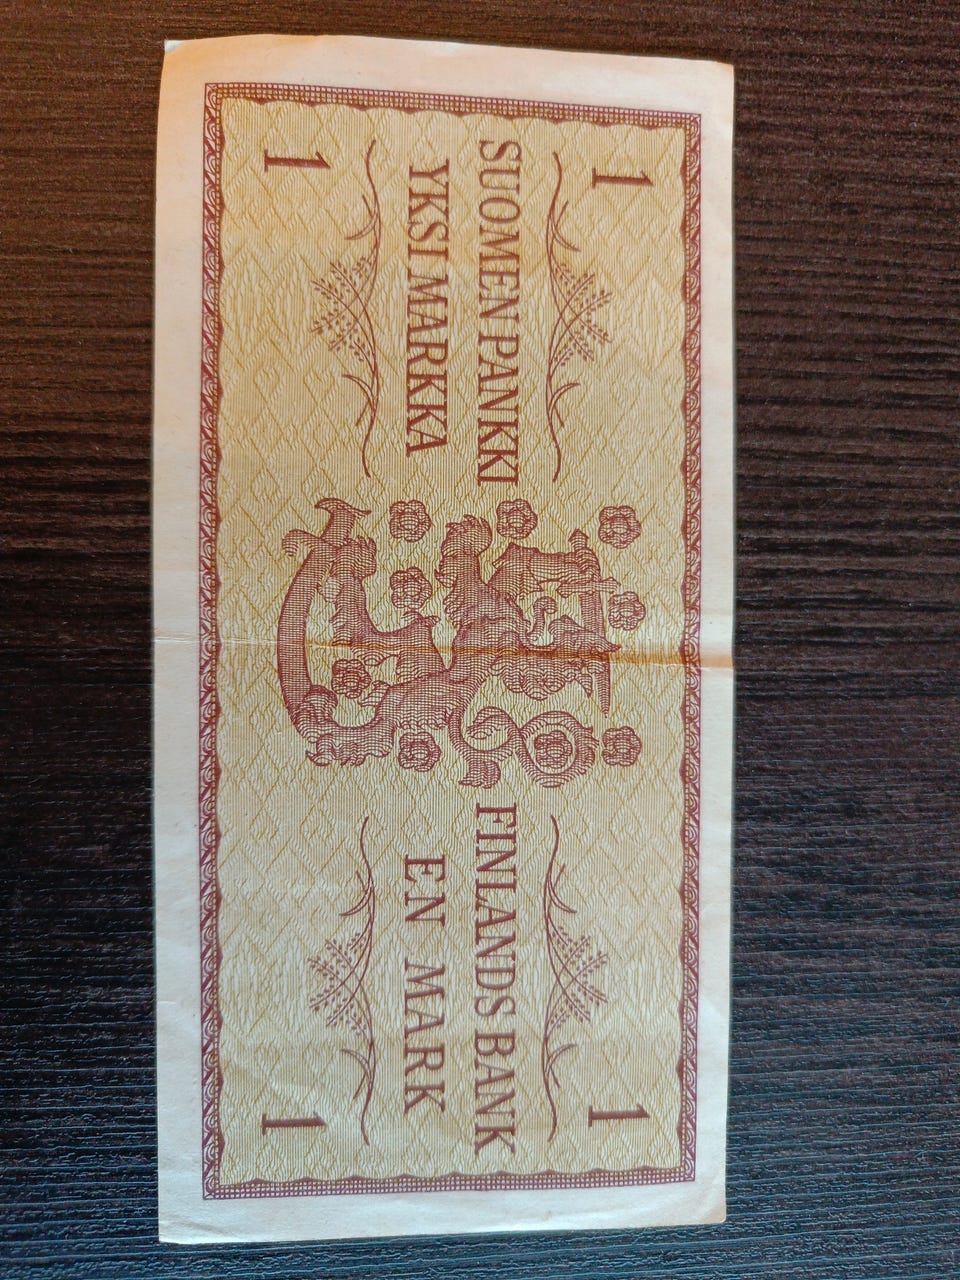 1 1
SUOMEN PANKKI FINLANDS BANK
YKSI MARKKA EN MARK
1 1